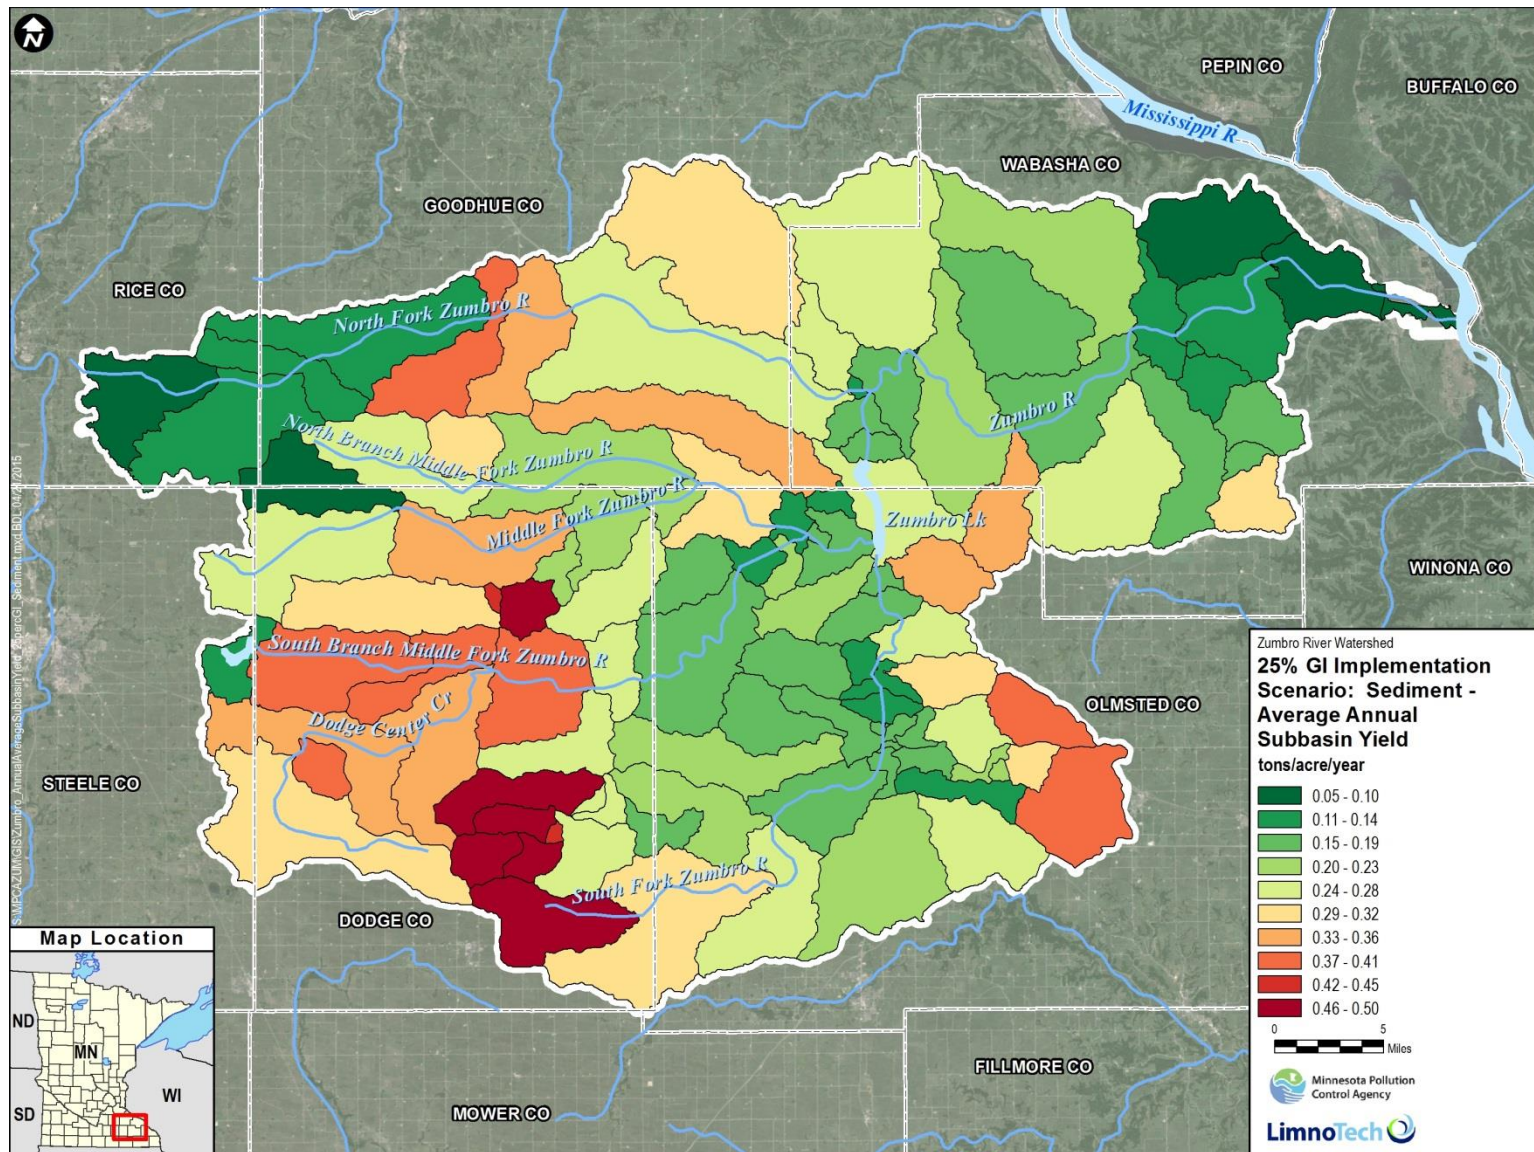 N
PEPIN CO
BUFFALO CO
Mississippi R
WABASHA CO
GOODHUE CO
RICE CO
North Fork Zumbro R
North Branch Middle Fork Zumbro R
Zumbro R
Middle Fork Zumbro R
Zumbro Lk
WINONA CO
South Branch Middle Fork Zumbro R
Dodge Center Cr
OLMSTED CO
STEELE CO
South Fork Zumbro R
DODGE CO
FILLMORE CO
MOWER CO
Zumbro River Watershed
25% GI Implementation
Scenario: Sediment -
Average Annual
Subbasin Yield
tons/acre/year
0.05 - 0.10
0.11 - 0.14
0.15 - 0.19
0.20 - 0.23
0.24 - 0.28
0.29 - 0.32
0.33 - 0.36
0.37 - 0.41
0.42 - 0.45
0.46 - 0.50
0 5
Miles
Minnesota Pollution
Control Agency
LimnoTech
Map Location
ND
MN
WI
SD